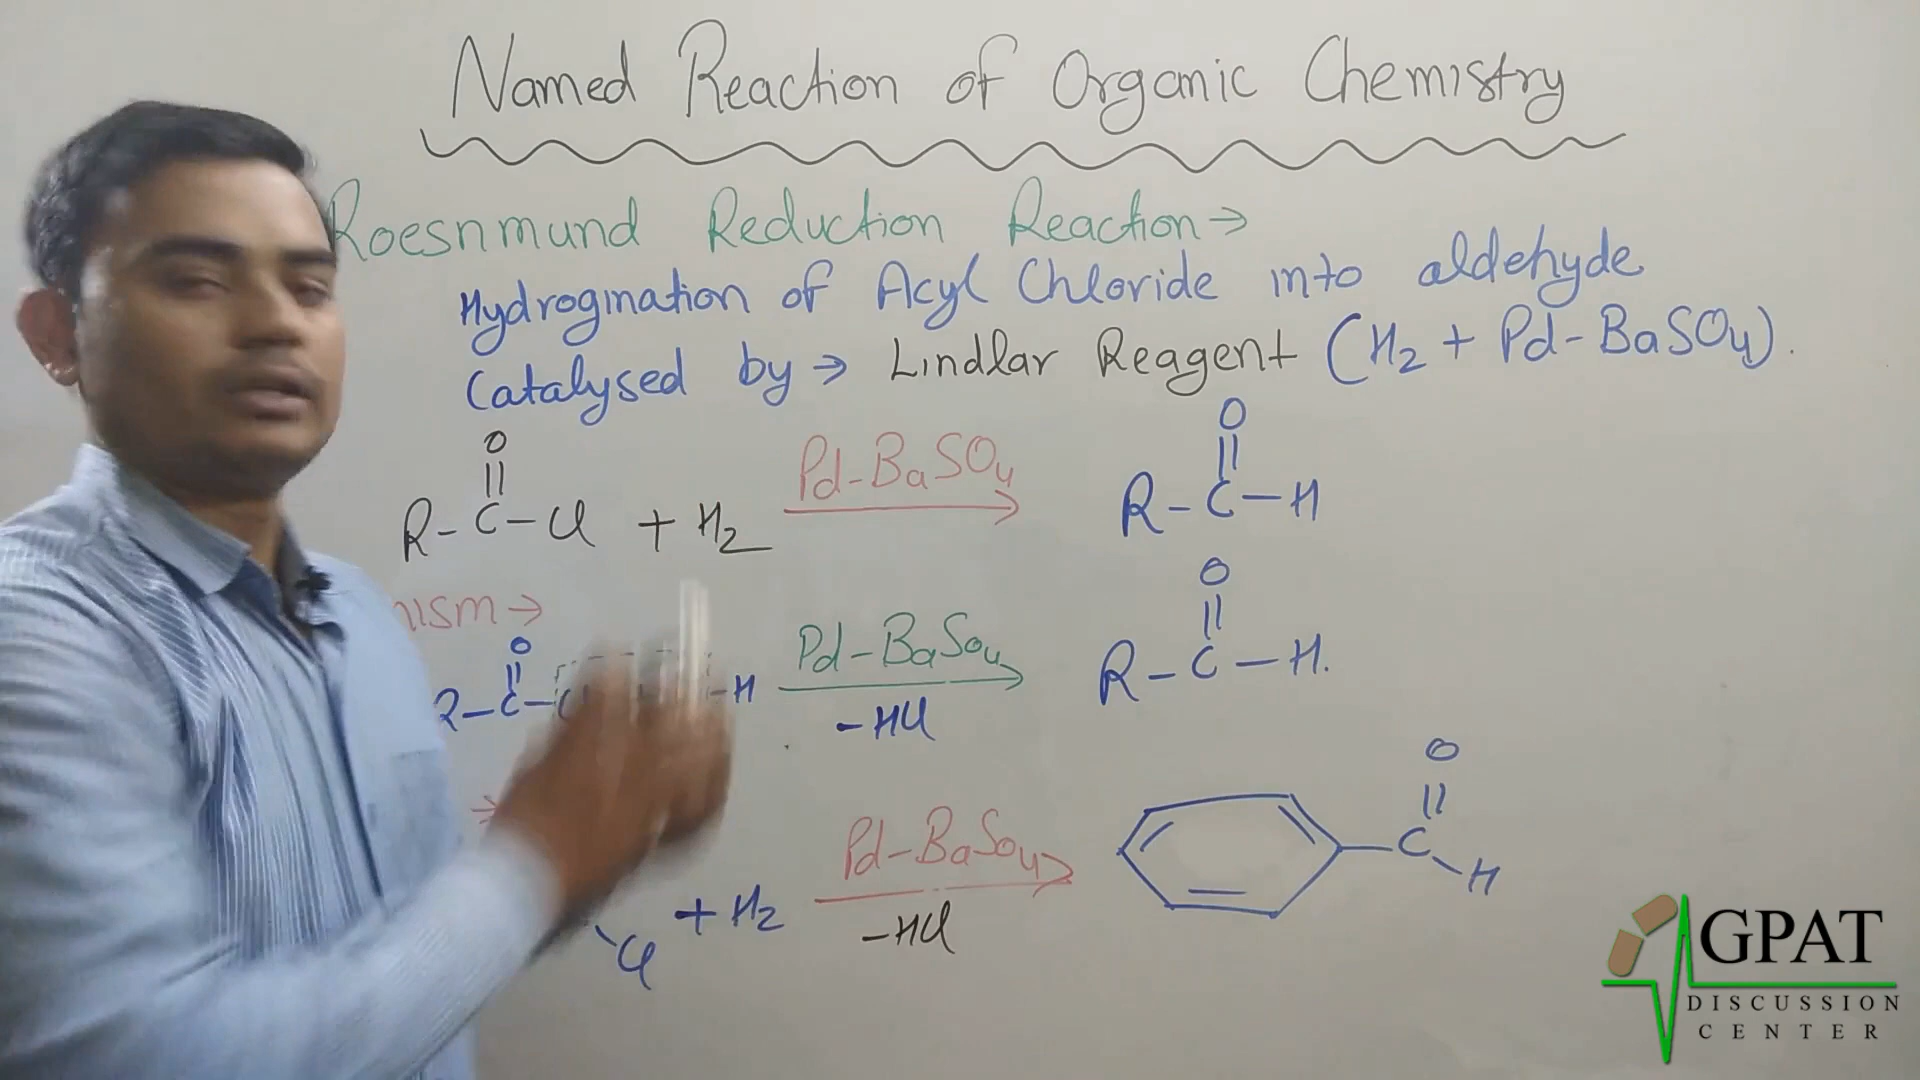 Named Reaction of Organic Chemistry
Roesnmund Reduction Reaction →
Hydrogination of Acyl Chloride into aldehyde
Catalysed by → Lindlar Reagent (H2 + Pd-BaSO4).
O
||
R-C-Cl + H2
Pd-BaSO4
O
||
R-C-H
nism →
O
||
R-C-
-H
Pd-BaSO4
-HCl
O
||
R-C-H.
→
Cl
+ H2
Pd-BaSO4
-HCl
O
||
C
H
GPAT
DISCUSSION
CENTER